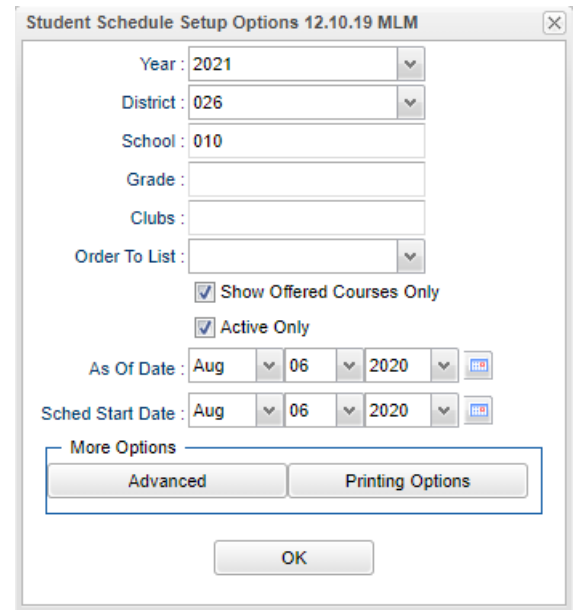 Student Schedule Setup Options 12.10.19 MLM
Year : 2021
District : 026
School : 010
Grade :
Clubs :
Order To List :
Show Offered Courses Only
Active Only
As Of Date : Aug 06 2020
Sched Start Date : Aug 06 2020
More Options
Advanced Printing Options
OK